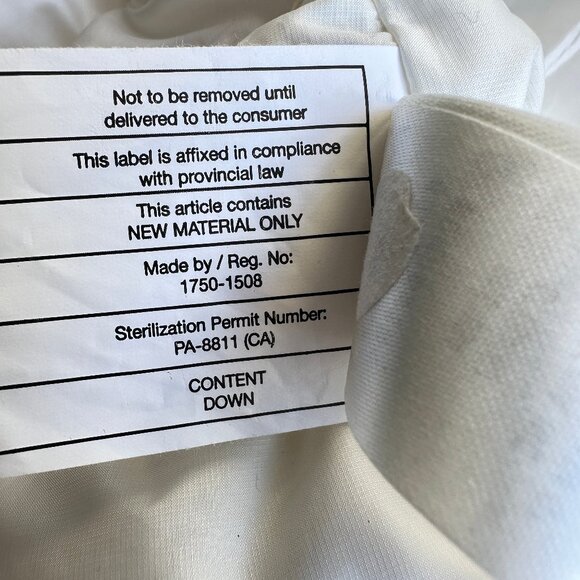 Not to be removed until
delivered to the consumer
This label is affixed in compliance
with provincial law
This article contains
NEW MATERIAL ONLY
Made by / Reg. No:
1750-1508
Sterilization Permit Number:
PA-8811 (CA)
CONTENT
DOWN